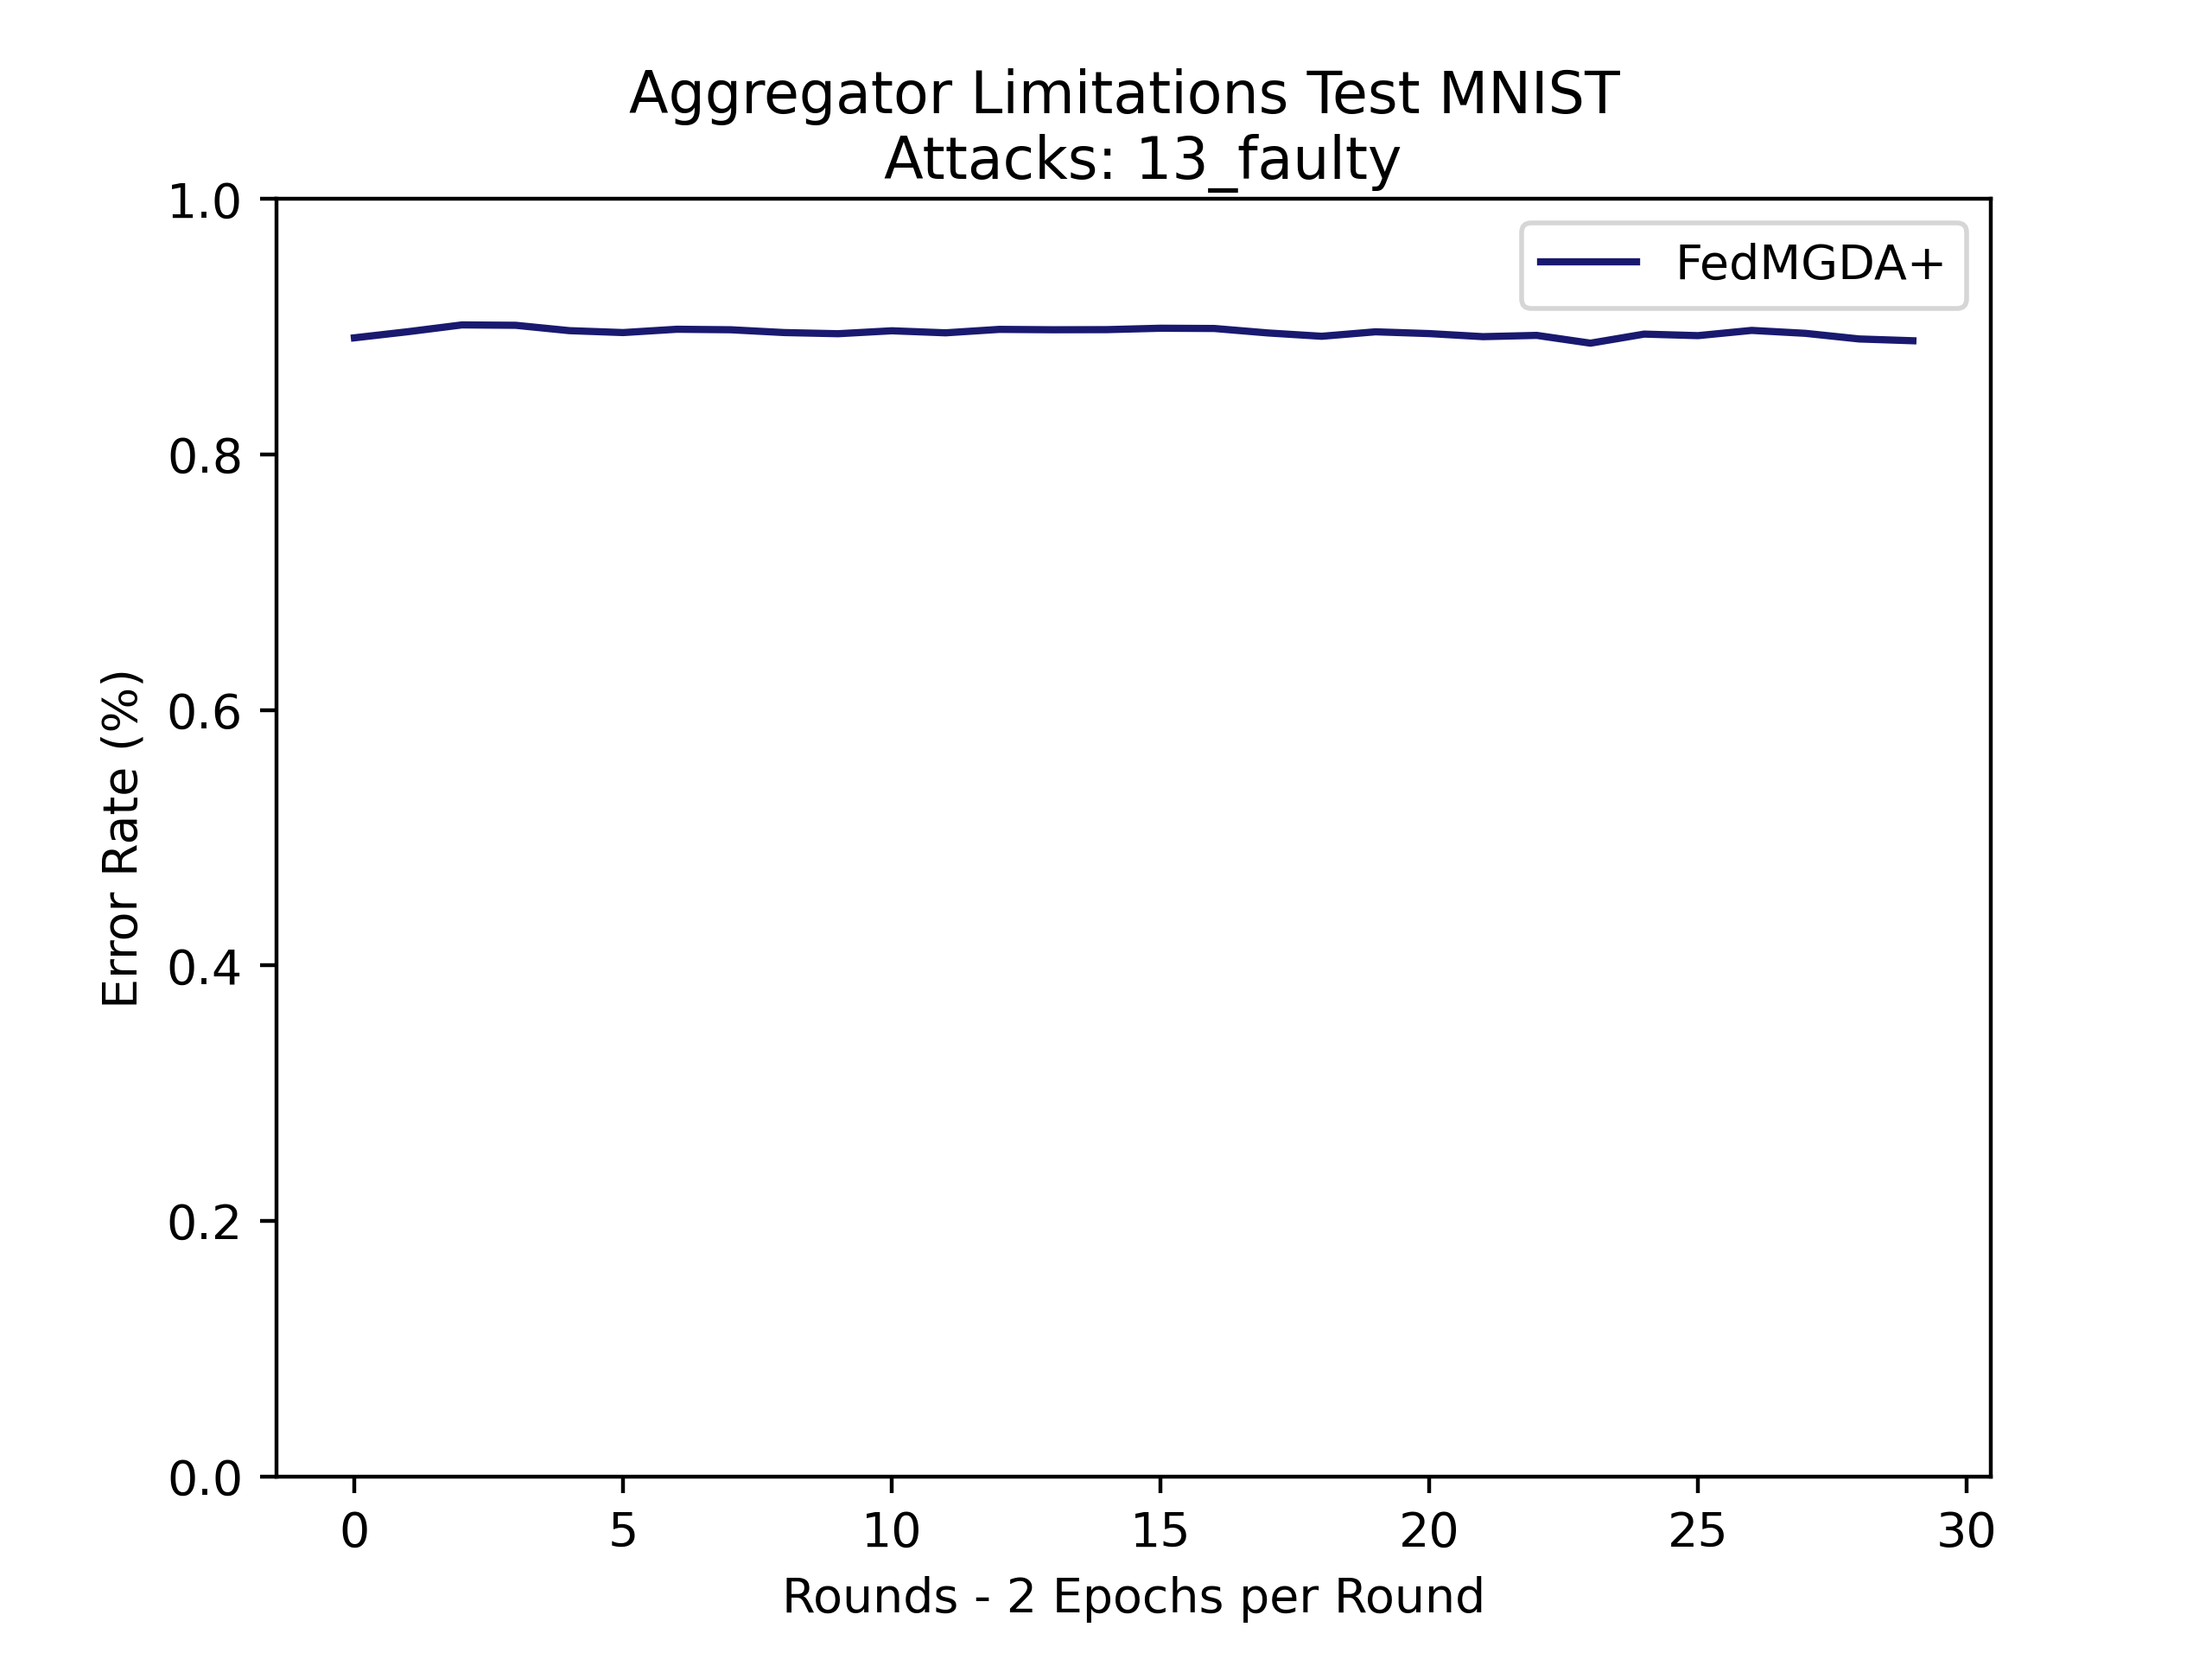 Aggregator Limitations Test MNIST
Attacks: 13_faulty
FedMGDA+
Error Rate (%)
1.0
0.8
0.6
0.4
0.2
0.0
0 5 10 15 20 25 30
Rounds - 2 Epochs per Round